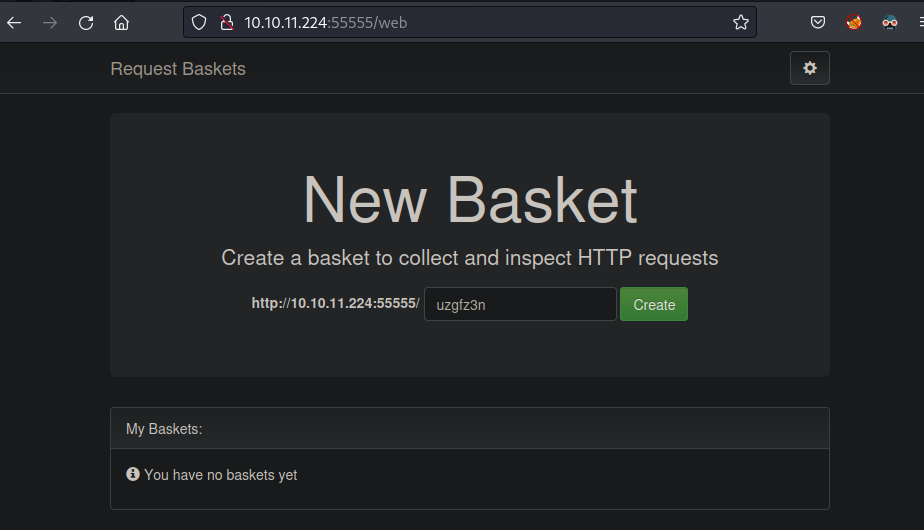 10.10.11.224:55555/web
Request Baskets
New Basket
Create a basket to collect and inspect HTTP requests
http://10.10.11.224:55555/ uzgfz3n Create
My Baskets:
You have no baskets yet